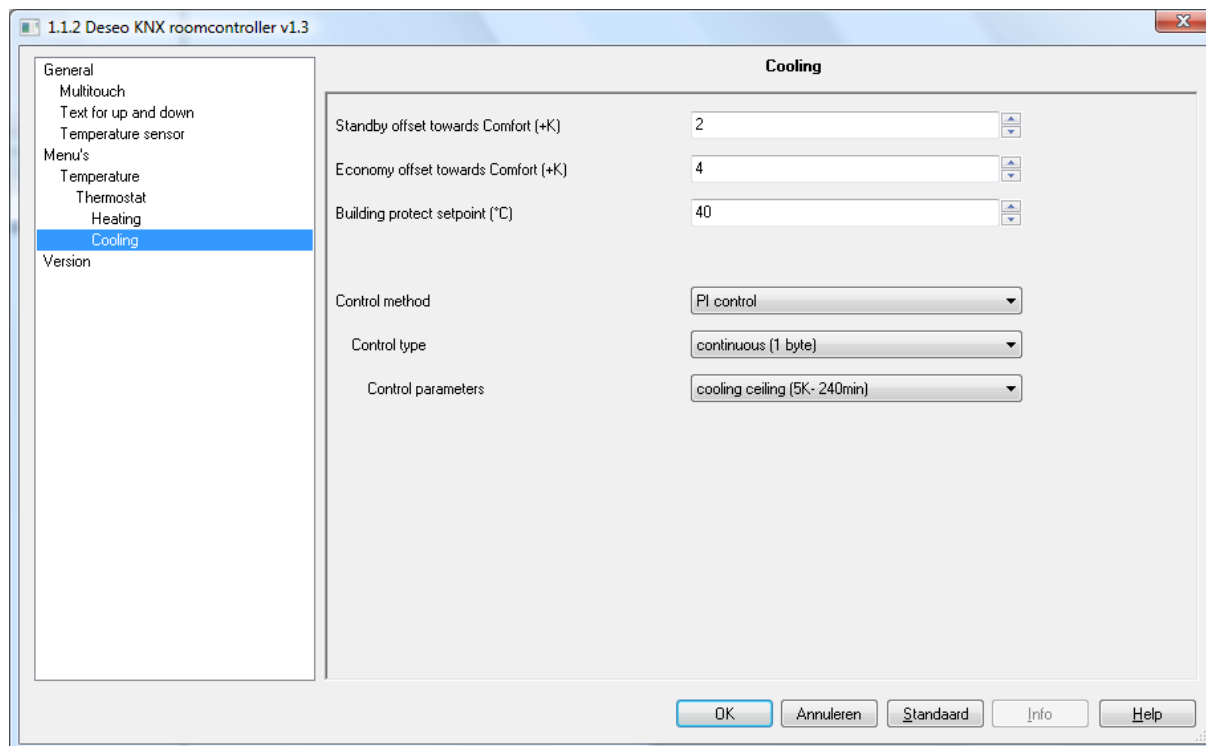 1.1.2 Deseo KNX roomcontroller v1.3
General
Multitouch
Text for up and down
Temperature sensor
Menu's
Temperature
Thermostat
Heating
Cooling
Version
Cooling
Standby offset towards Comfort (+K) 2
Economy offset towards Comfort (+K) 4
Building protect setpoint (°C) 40
Control method PI control
Control type continuous (1 byte)
Control parameters cooling ceiling (5K- 240min)
OK Annuleren Standaard Info Help